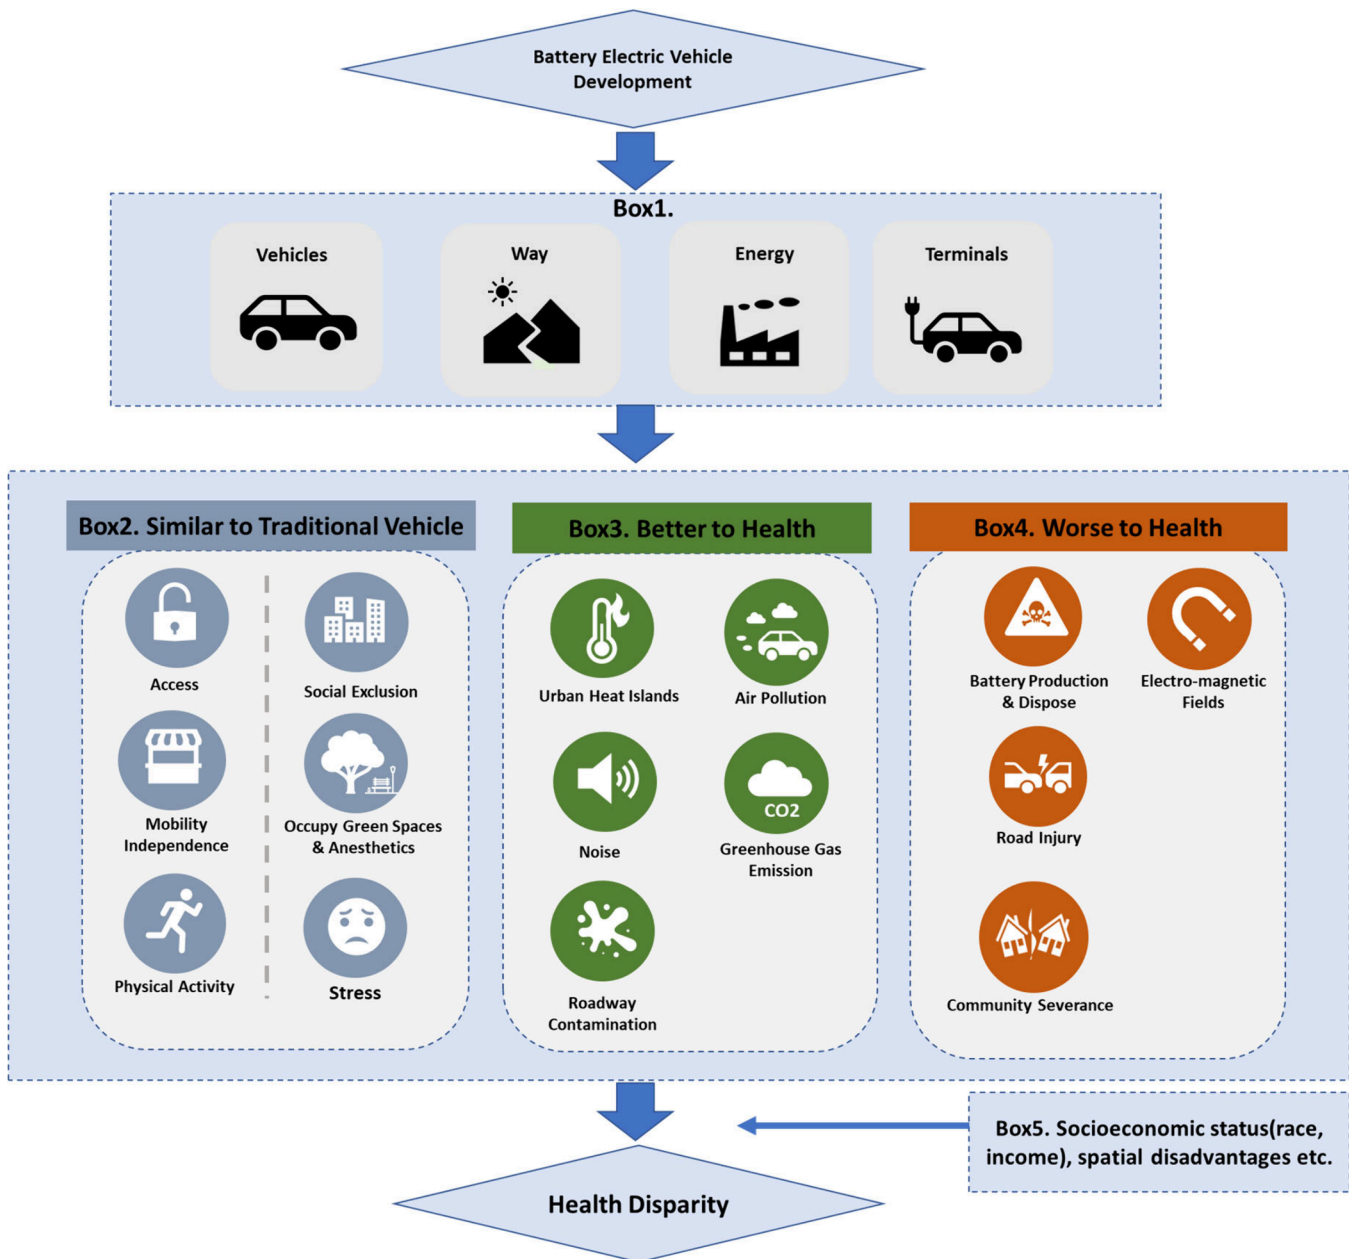 Battery Electric Vehicle
Development
Box1.
Vehicles
Way
Energy
Terminals
Box2. Similar to Traditional Vehicle
Access
Social Exclusion
Mobility
Independence
Occupy Green Spaces
& Anesthetics
Physical Activity
Stress
Box3. Better to Health
Urban Heat Islands
Air Pollution
Noise
CO2
Greenhouse Gas
Emission
Roadway
Contamination
Box4. Worse to Health
Battery Production
& Dispose
Electro-magnetic
Fields
Road Injury
Community Severance
Box5. Socioeconomic status(race,
income), spatial disadvantages etc.
Health Disparity